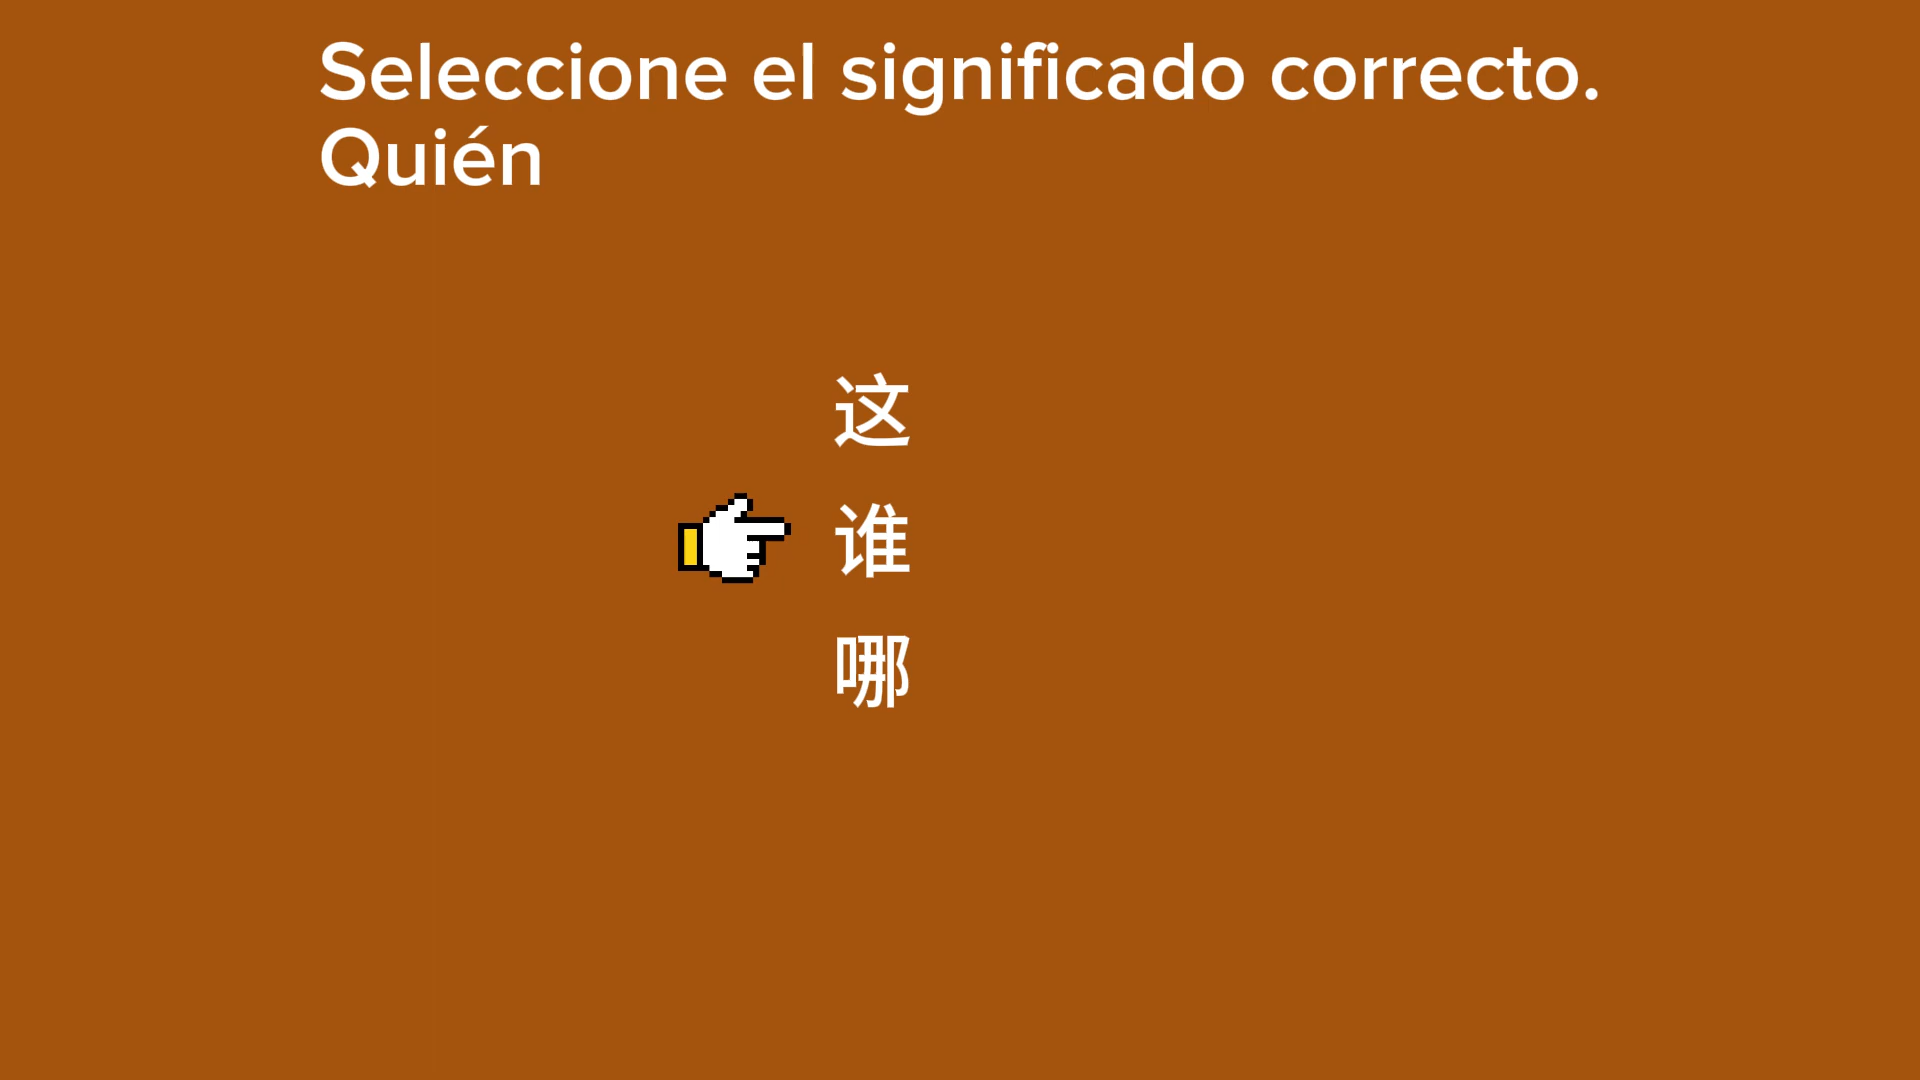 Seleccione el significado correcto.
Quién
这
谁
哪